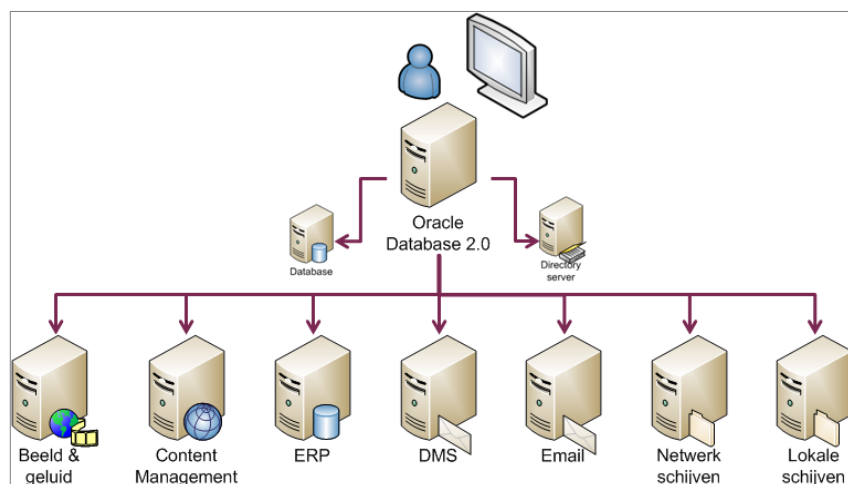 Oracle
Database 2.0
Database
Directory
server
Beeld &
geluid
Content
Management
ERP
DMS
Email
Netwerk
schijven
Lokale
schijven